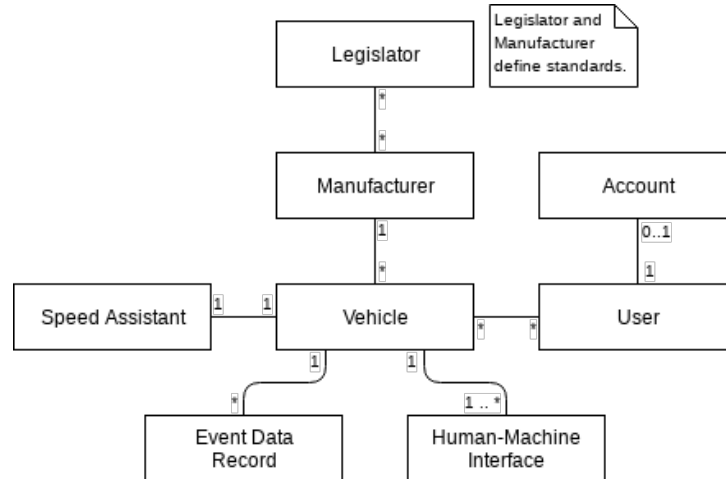 Legislator
Legislator and
Manufacturer
define standards.
*
*
Manufacturer
Account
1
0..1
*
1
Speed Assistant
1
1
Vehicle
*
*
User
1
1
*
1 .. *
Event Data
Record
Human-Machine
Interface